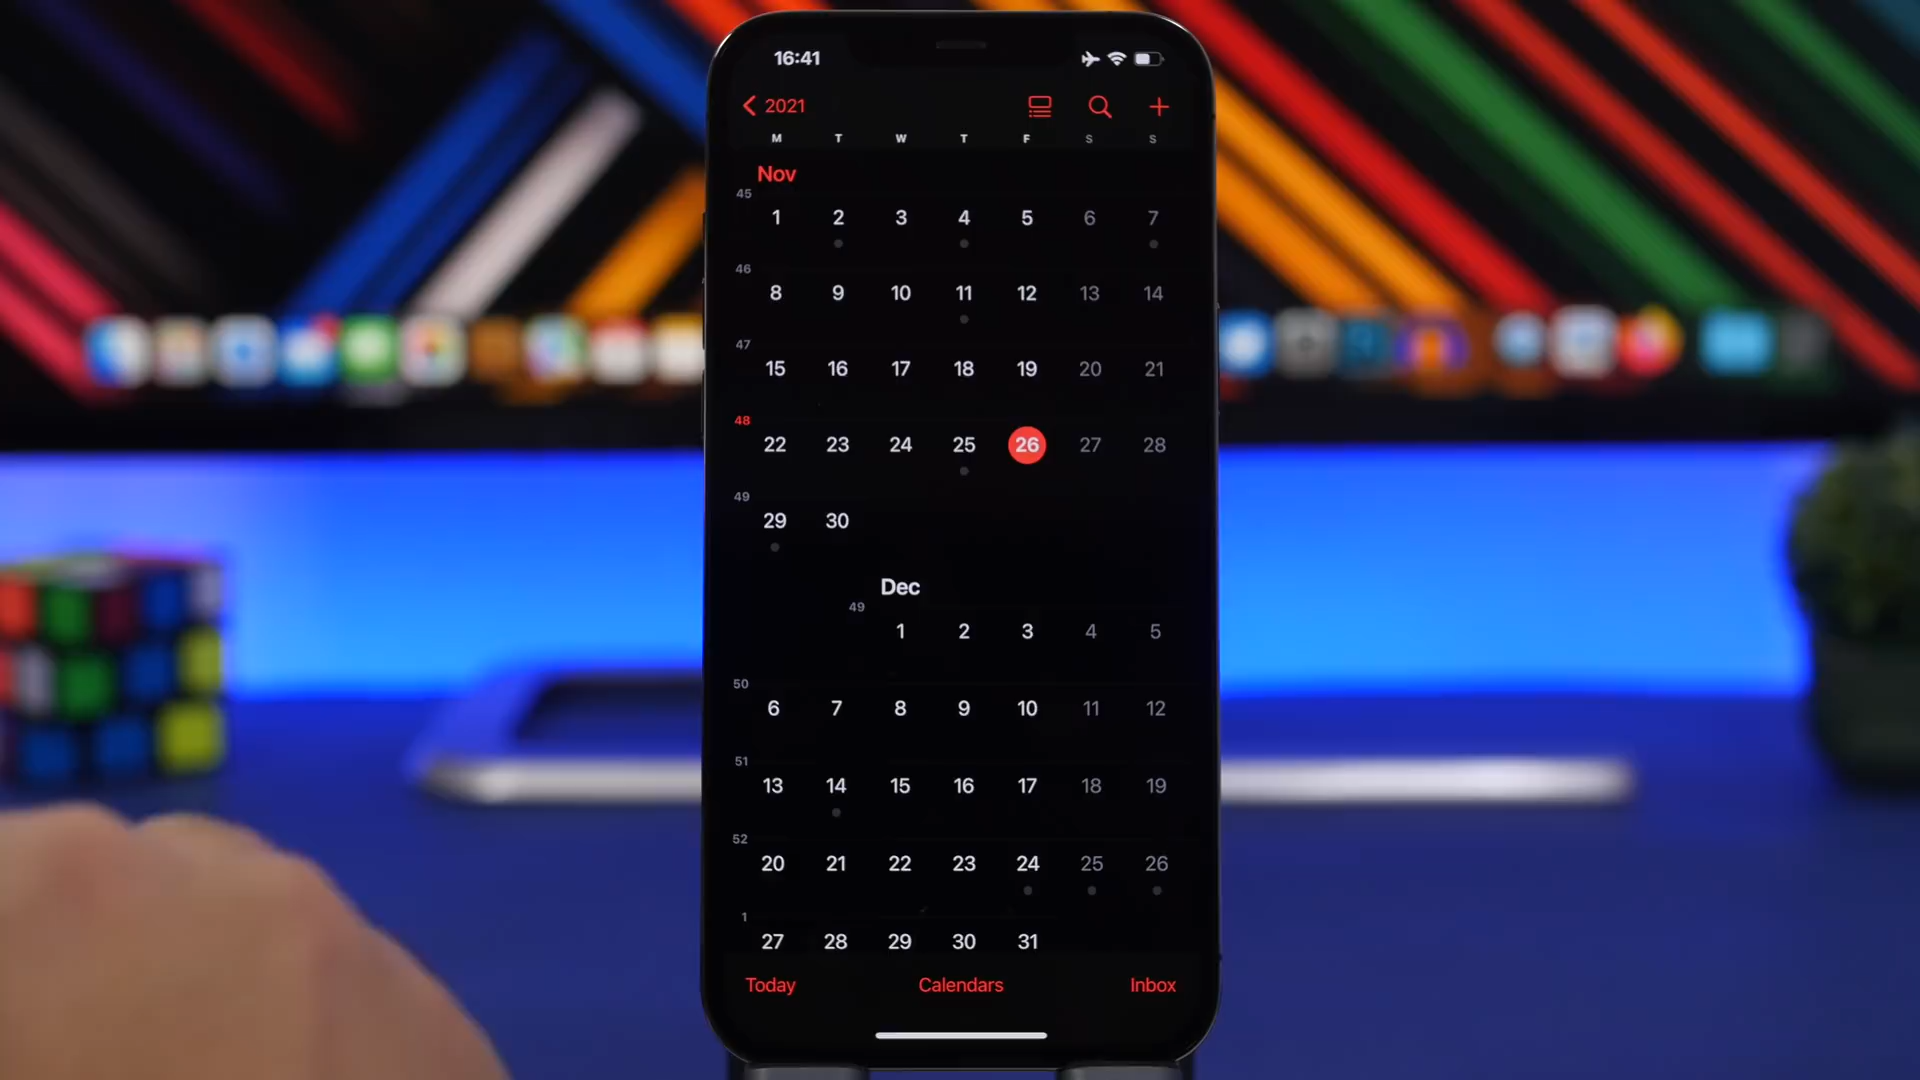 16:41
2021
M T W T F S S
Nov
45
1 2 3 4 5 6 7
46
8 9 10 11 12 13 14
47
15 16 17 18 19 20 21
48
22 23 24 25 26 27 28
49
29 30
Dec
49
1 2 3 4 5
50
6 7 8 9 10 11 12
51
13 14 15 16 17 18 19
52
20 21 22 23 24 25 26
1
27 28 29 30 31
Today Calendars Inbox